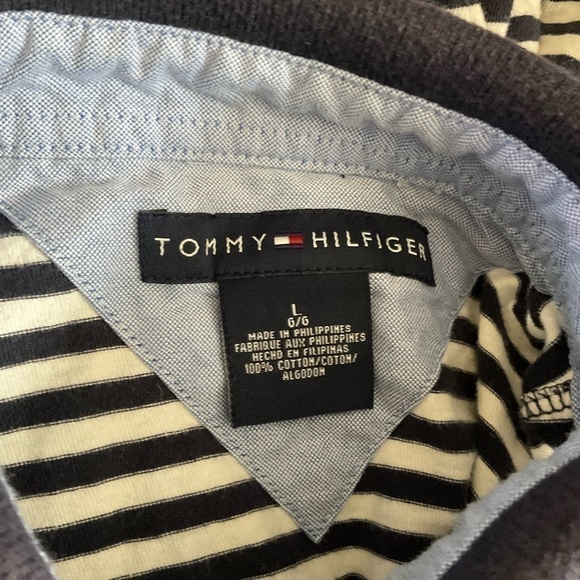 TOMMY HILFIGER
L
G/G
MADE IN PHILIPPINES
FABRIQUE AUX PHILIPPINES
HECHO EN FILIPINAS
100% COTTON/COTON/
ALGODON